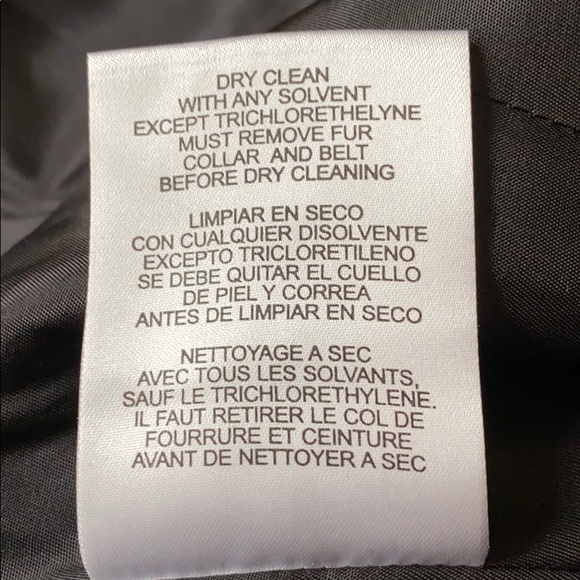 DRY CLEAN
WITH ANY SOLVENT
EXCEPT TRICHLORETHELYNE
MUST REMOVE FUR
COLLAR AND BELT
BEFORE DRY CLEANING
LIMPIAR EN SECO
CON CUALQUIER DISOLVENTE
EXCEPTO TRICLORETILENO
SE DEBE QUITAR EL CUELLO
DE PIEL Y CORREA
ANTES DE LIMPIAR EN SECO
NETTOYAGE A SEC
AVEC TOUS LES SOLVANTS,
SAUF LE TRICHLORETHYLENE.
IL FAUT RETIRER LE COL DE
FOURRURE ET CEINTURE
AVANT DE NETTOYER A SEC